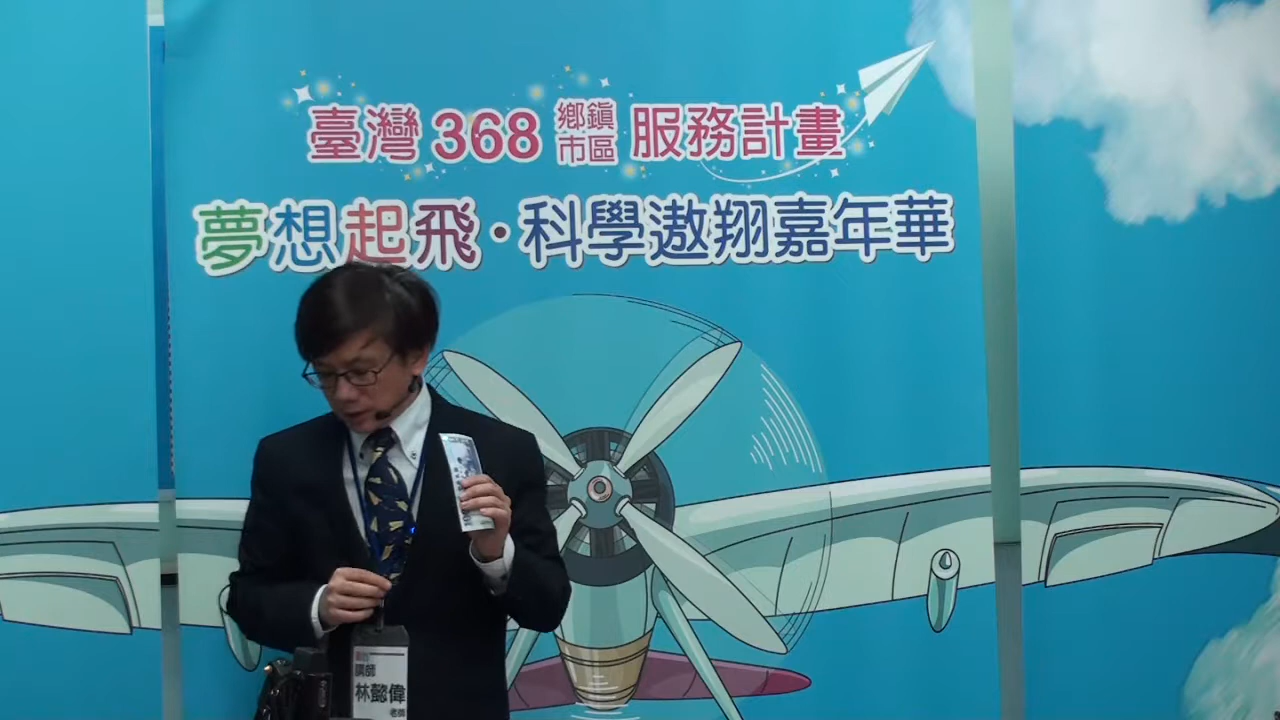 臺灣 368 鄉鎮市區 服務計畫
夢想起飛・科學遨翔嘉年華
講師
林懿偉
老師